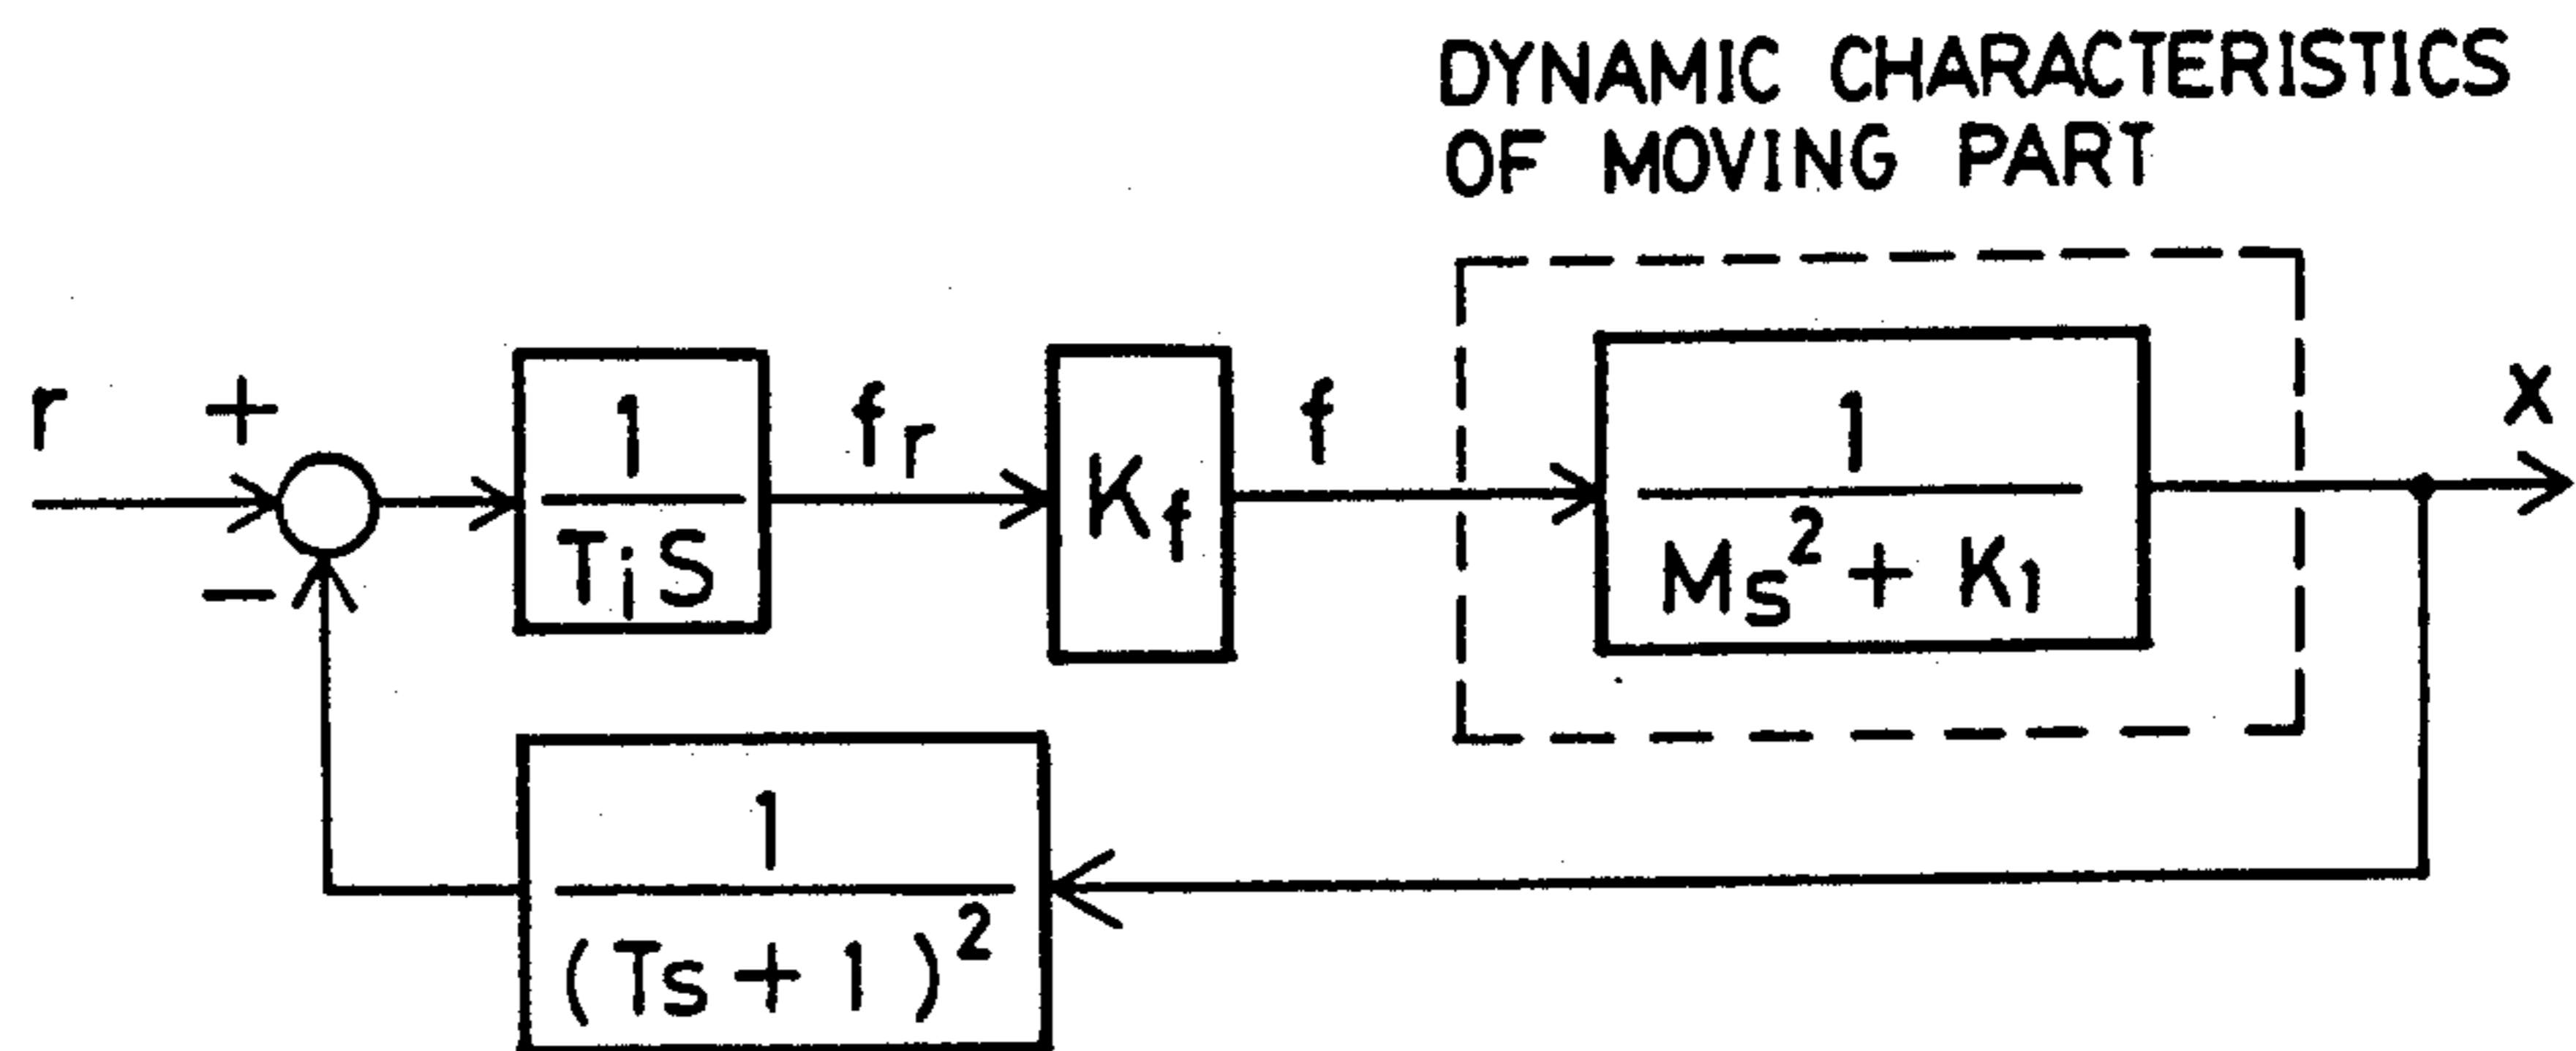 DYNAMIC CHARACTERISTICS
OF MOVING PART
r
+
−
1
TiS
fr
Kf
f
1
Ms² + K1
x
1
(Ts + 1)²